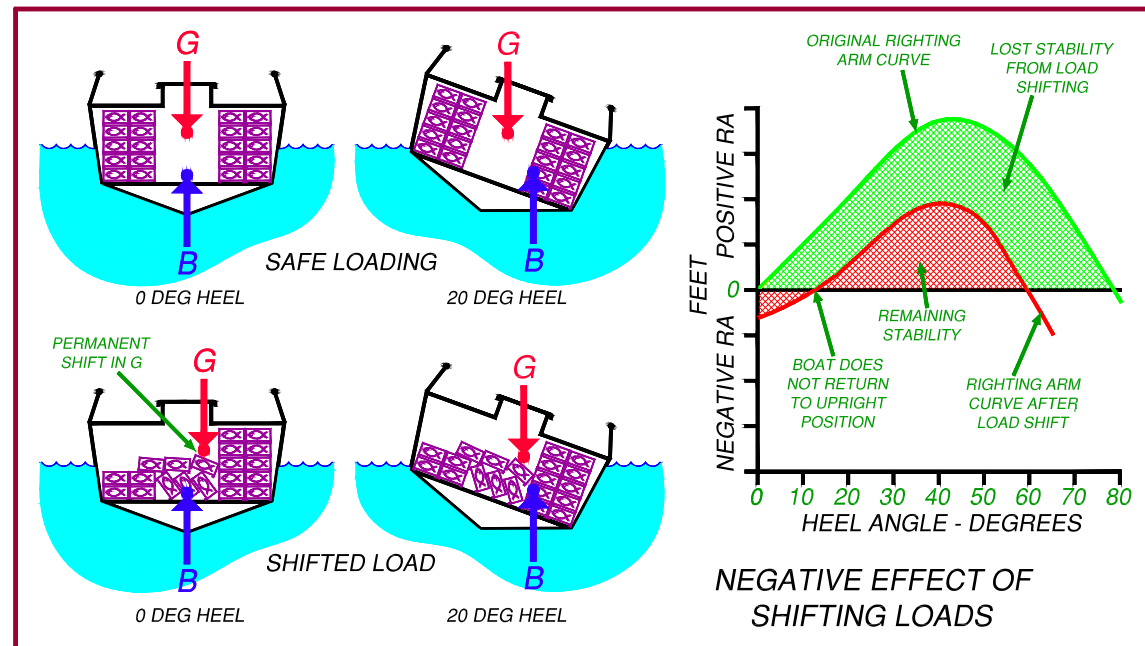 G
B
SAFE LOADING
0 DEG HEEL
G
B
20 DEG HEEL
PERMANENT
SHIFT IN G
G
B
SHIFTED LOAD
0 DEG HEEL
G
B
20 DEG HEEL
ORIGINAL RIGHTING
ARM CURVE
LOST STABILITY
FROM LOAD
SHIFTING
FEET
POSITIVE RA
NEGATIVE RA
0
REMAINING
STABILITY
BOAT DOES
NOT RETURN
TO UPRIGHT
POSITION
RIGHTING ARM
CURVE AFTER
LOAD SHIFT
0 10 20 30 40 50 60 70 80
HEEL ANGLE - DEGREES
NEGATIVE EFFECT OF
SHIFTING LOADS